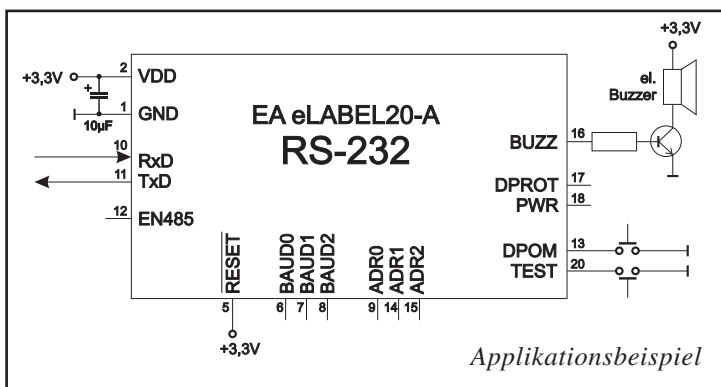 +3,3V
+3,3V
2
VDD
+
1
GND
10µF
EA eLABEL20-A
RS-232
el.
Buzzer
10
RxD
11
TxD
12
EN485
BUZZ
16
DPROT
17
PWR
18
DPOM
13
TEST
20
RESET
BAUD0
BAUD1
BAUD2
ADR0
ADR1
ADR2
5
6
7
8
9
14
15
+3,3V
Applikationsbeispiel